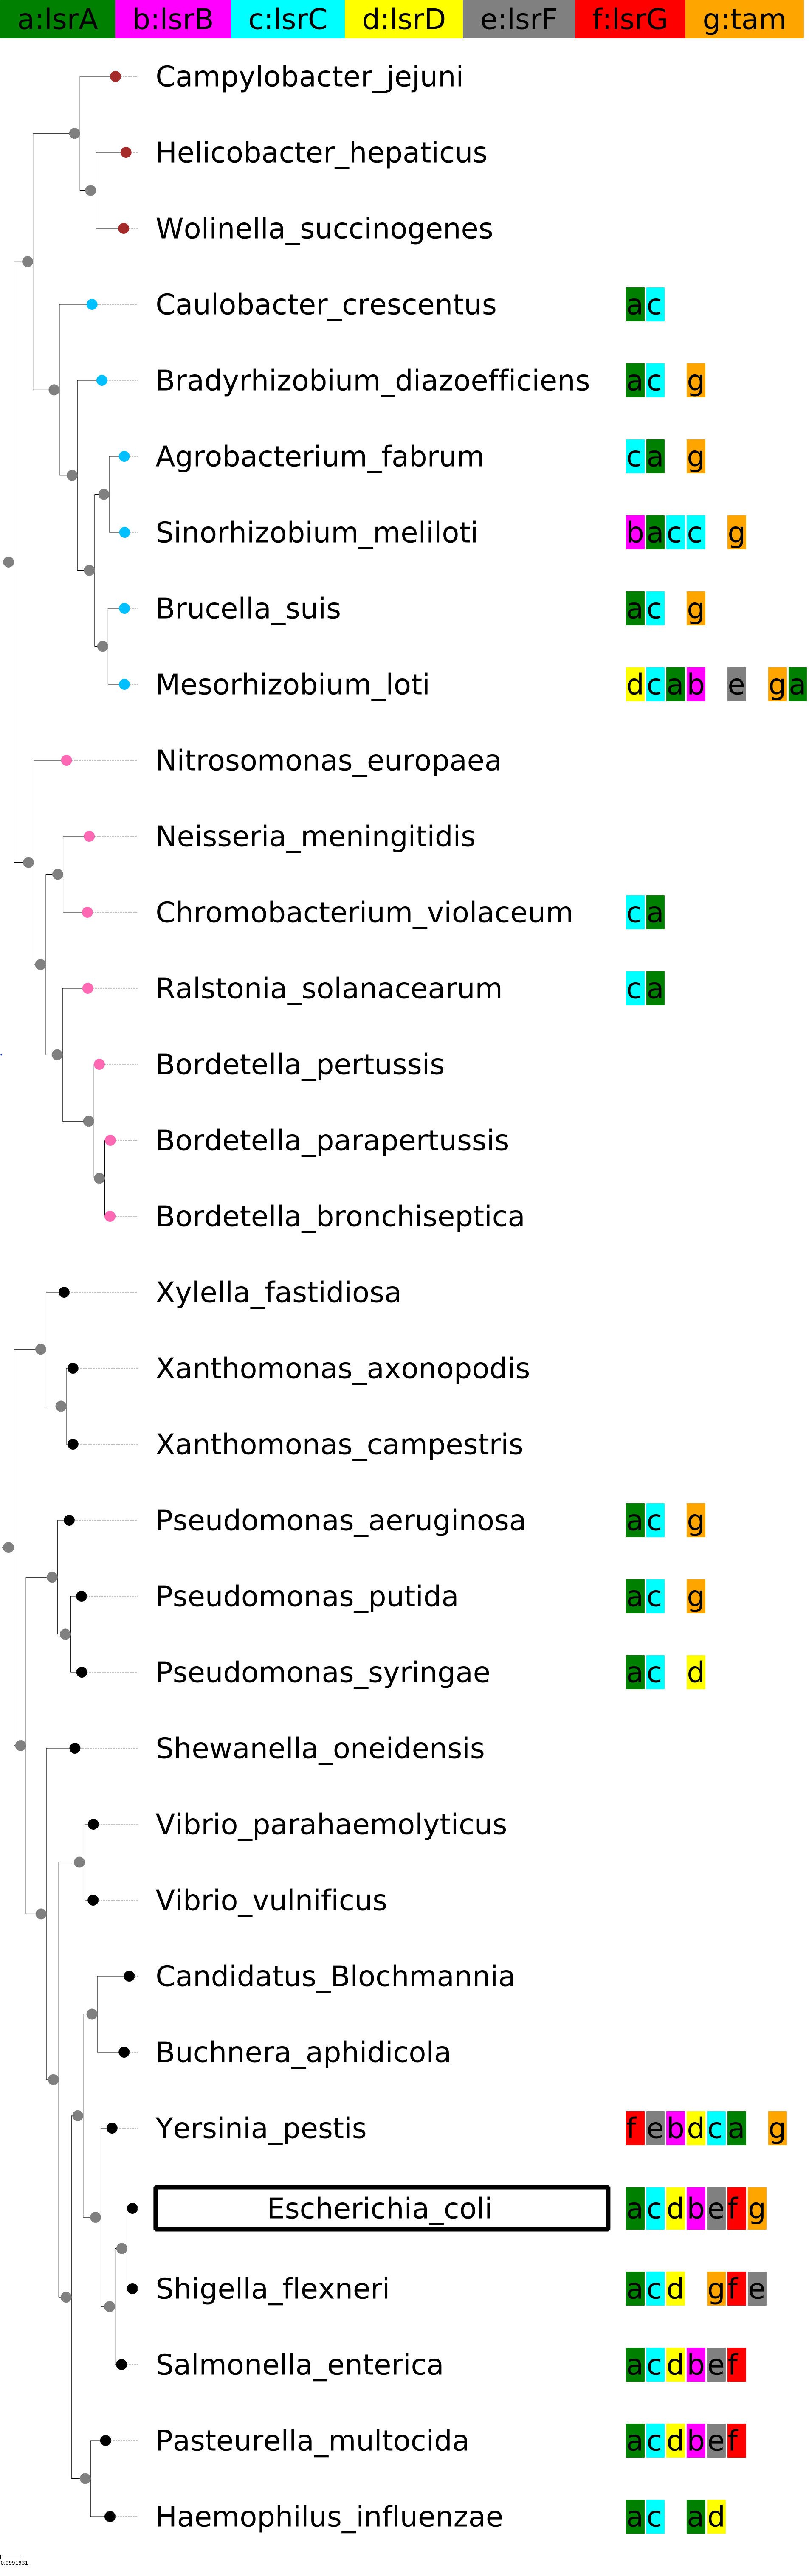 a:lsrA b:lsrB c:lsrC d:lsrD e:lsrF f:lsrG g:tam
Campylobacter_jejuni
Helicobacter_hepaticus
Wolinella_succinogenes
Caulobacter_crescentus ac
Bradyrhizobium_diazoefficiens ac g
Agrobacterium_fabrum ca g
Sinorhizobium_meliloti bacc g
Brucella_suis ac g
Mesorhizobium_loti dcab e ga
Nitrosomonas_europaea
Neisseria_meningitidis
Chromobacterium_violaceum ca
Ralstonia_solanacearum ca
Bordetella_pertussis
Bordetella_parapertussis
Bordetella_bronchiseptica
Xylella_fastidiosa
Xanthomonas_axonopodis
Xanthomonas_campestris
Pseudomonas_aeruginosa ac g
Pseudomonas_putida ac g
Pseudomonas_syringae ac d
Shewanella_oneidensis
Vibrio_parahaemolyticus
Vibrio_vulnificus
Candidatus_Blochmannia
Buchnera_aphidicola
Yersinia_pestis febdca g
Escherichia_coli acdbefg
Shigella_flexneri acd gfe
Salmonella_enterica acdbef
Pasteurella_multocida acdbef
Haemophilus_influenzae ac ad
0.0991931